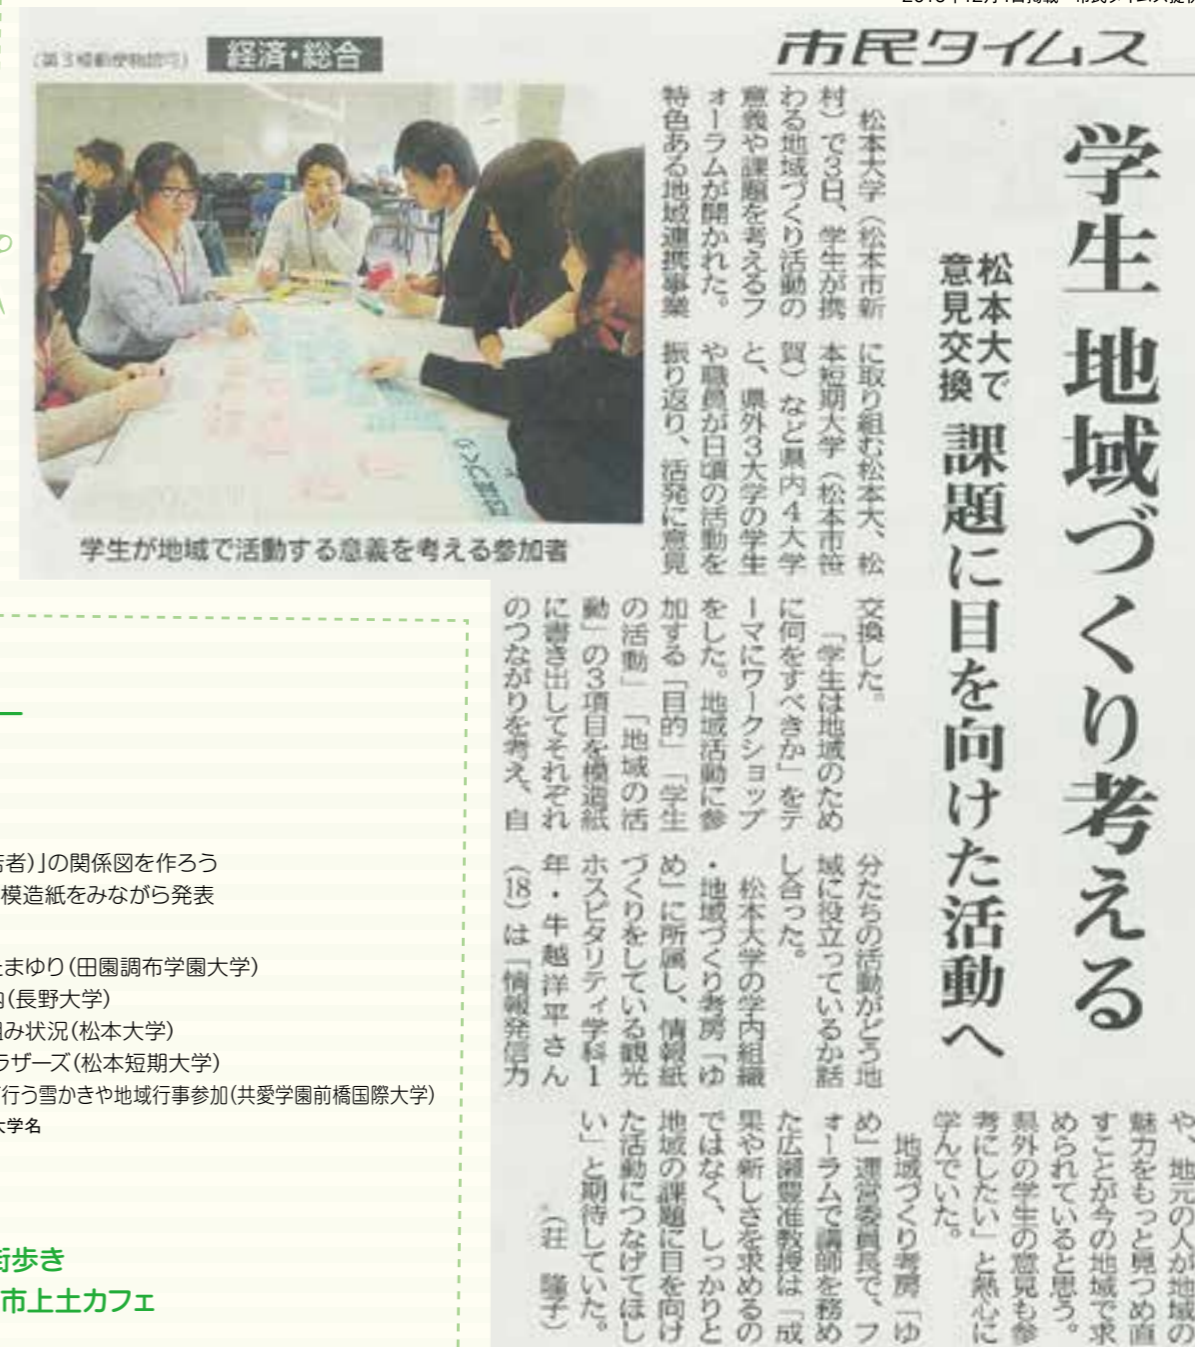 市民タイムス
経済・総合
学生 地域づくり考える
松本大で
意見交換
課題に目を向けた活動へ
学生が地域で活動する意義を考える参加者
松本大学（松本市新
村）で3日、学生が携
わる地域づくり活動の
意義や課題を考えるフ
ォーラムが開かれた。
特色ある地域連携事業
に取り組む松本大、松
本短期大学（松本市笹
賀）など県内4大学
と、県外3大学の学生
や職員が日頃の活動を
振り返り、活発に意見
交換した。
「学生は地域のため
に何をすべきか」をテ
ーマにワークショップ
をした。地域活動に参
加する「目的」「学生
の活動」「地域の活
動」の3項目を模造紙
に書き出してそれぞれ
のつながりを考え、自
分たちの活動がどう地
域に役立っているか話
し合った。
松本大学の学内組織
・地域づくり考房「ゆ
め」に所属し、情報紙
づくりをしている観光
ホスピタリティ学科1
年・牛越洋平さん
（18）は「情報発信力
や、地元の人が地域の
魅力をもっと見つめ直
すことが今の地域で求
められていると思う。
県外の学生の意見も参
考にしたい」と熱心に
学んでいた。
地域づくり考房「ゆ
め」運営委員長で、フ
ォーラムで講師を務め
た広瀬豊准教授は「成
果や新しさを求めるの
ではなく、しっかりと
地域の課題に目を向け
た活動につなげてほし
い」と期待していた。
（荘　隆子）
者)」の関係図を作ろう
模造紙をみながら発表
たまゆり(田園調布学園大学)
(長野大学)
組み状況(松本大学)
ラザーズ(松本短期大学)
行う雪かきや地域行事参加(共愛学園前橋国際大学)
大学名
街歩き
市上土カフェ